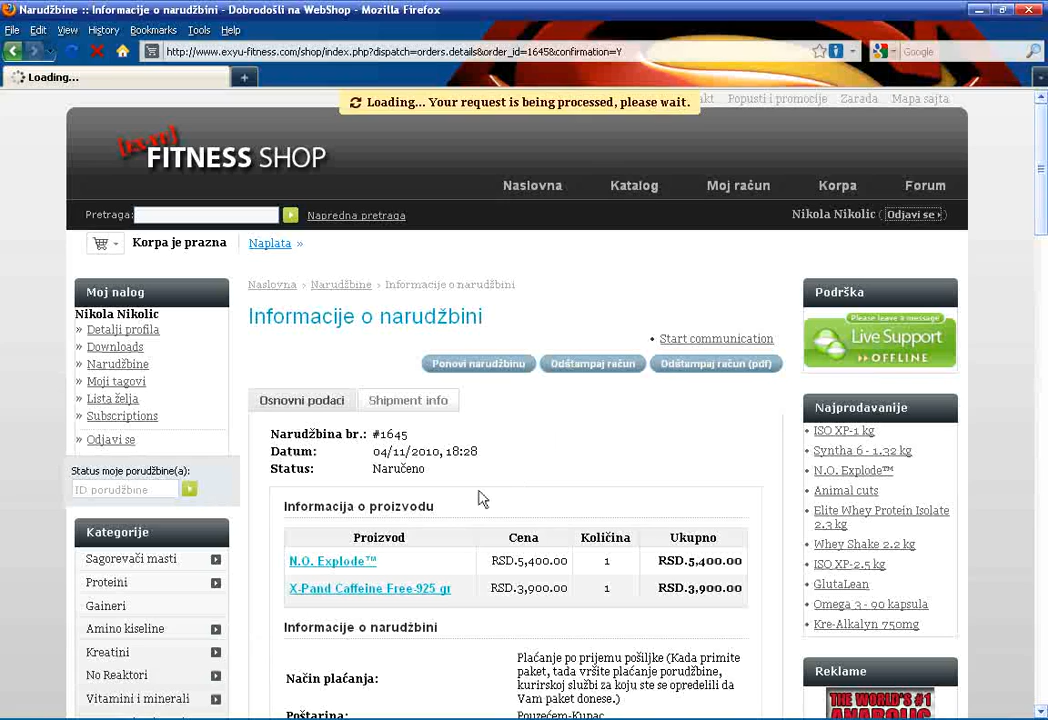 Narudžbine :: Informacije o narudžbini - Dobrodošli na WebShop - Mozilla Firefox
File Edit View History Bookmarks Tools Help
http://www.exyu-fitness.com/shop/index.php?dispatch=orders.details&order_id=1645&confirmation=Y
Google
Loading...
Loading... Your request is being processed, please wait.
Popusti i promocije Zarada Mapa sajta
[exyu]
FITNESS SHOP
Naslovna Katalog Moj račun Korpa Forum
Pretraga: Napredna pretraga
Nikola Nikolic ( Odjavi se )
Korpa je prazna Naplata »
Moj nalog
Nikola Nikolic
» Detalji profila
» Downloads
» Narudžbine
» Moji tagovi
» Lista želja
» Subscriptions
» Odjavi se
Status moje porudžbine(a):
ID porudžbine
Kategorije
Sagorevači masti
Proteini
Gaineri
Amino kiseline
Kreatini
No Reaktori
Vitamini i minerali
Naslovna › Narudžbine › Informacije o narudžbini
Informacije o narudžbini
• Start communication
Ponovi narudžbinu Odštampaj račun Odštampaj račun (pdf)
Osnovni podaci Shipment info
Narudžbina br.: #1645
Datum: 04/11/2010, 18:28
Status: Naručeno
Informacija o proizvodu
Proizvod Cena Količina Ukupno
N.O. Explode™ RSD.5,400.00 1 RSD.5,400.00
X-Pand Caffeine Free-925 gr RSD.3,900.00 1 RSD.3,900.00
Informacije o narudžbini
Način plaćanja:
Plaćanje po prijemu pošiljke (Kada primite
paket, tada vršite plaćanje porudžbine,
kurirskoj službi za koju ste se opredelili da
Vam paket donese.)
Poštarina: Pouzećem-Kupac
Podrška
Please leave a message
Live Support
OFFLINE
Najprodavanije
• ISO XP-1 kg
• Syntha 6 - 1.32 kg
• N.O. Explode™
• Animal cuts
• Elite Whey Protein Isolate
2.3 kg
• Whey Shake 2.2 kg
• ISO XP-2.5 kg
• GlutaLean
• Omega 3 - 90 kapsula
• Kre-Alkalyn 750mg
Reklame
THE WORLD'S #1
ANABOLIC